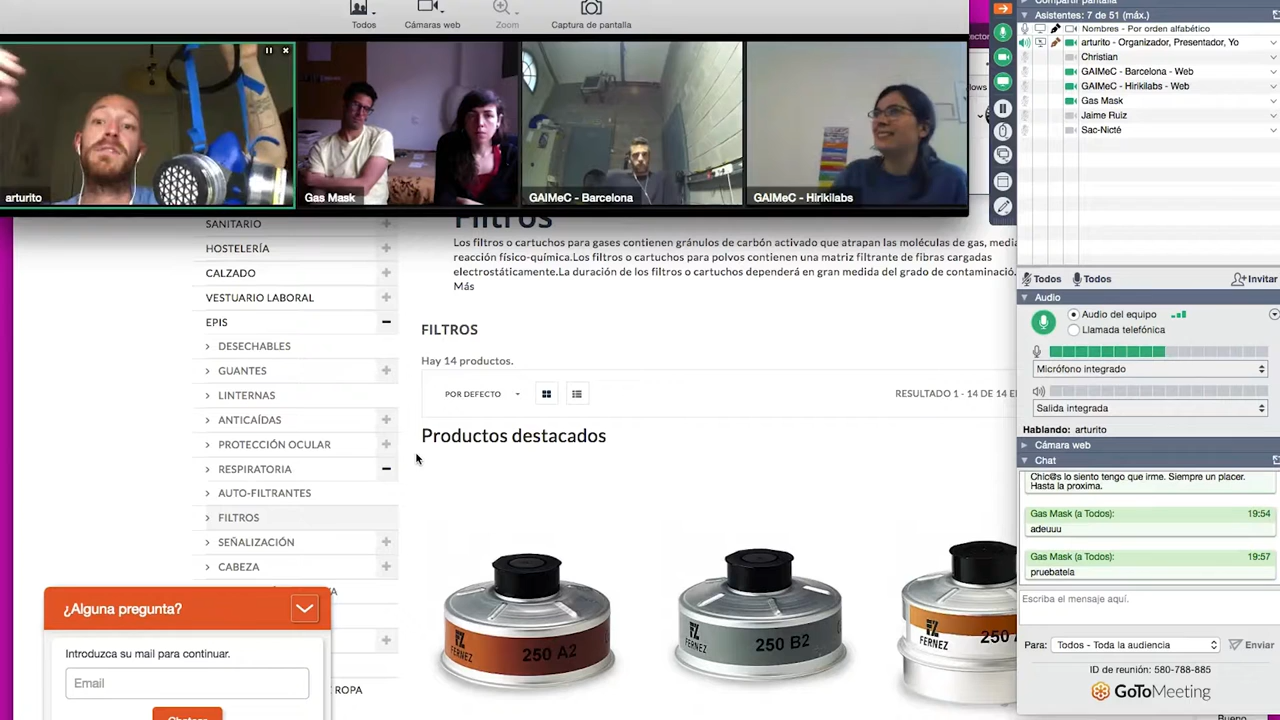 Todos
Cámaras web
Zoom
Captura de pantalla
arturito
Gas Mask
GAIMeC - Barcelona
GAIMeC - Hirikilabs
Asistentes: 7 de 51 (máx.)
Nombres - Por orden alfabético
arturito - Organizador, Presentador, Yo
Christian
GAIMeC - Barcelona - Web
GAIMeC - Hirikilabs - Web
Gas Mask
Jaime Ruiz
Sac-Nicté
Todos
Todos
Invitar
Audio
Audio del equipo
Llamada telefónica
Micrófono integrado
Salida integrada
Hablando: arturito
Cámara web
Chat
Chic@s lo siento tengo que irme. Siempre un placer.
Hasta la proxima.
Gas Mask (a Todos): 19:54
adeuuu
Gas Mask (a Todos): 19:57
pruebatela
Escriba el mensaje aquí.
Para: Todos - Toda la audiencia
Enviar
ID de reunión: 580-788-885
GoToMeeting
Bueno
SANITARIO
HOSTELERÍA
CALZADO
VESTUARIO LABORAL
EPIS
DESECHABLES
GUANTES
LINTERNAS
ANTICAÍDAS
PROTECCIÓN OCULAR
RESPIRATORIA
AUTO-FILTRANTES
FILTROS
SEÑALIZACIÓN
CABEZA
ROPA
Filtros
Los filtros o cartuchos para gases contienen gránulos de carbón activado que atrapan las moléculas de gas, media
reacción físico-química.Los filtros o cartuchos para polvos contienen una matriz filtrante de fibras cargadas
electrostáticamente.La duración de los filtros o cartuchos dependerá en gran medida del grado de contaminació
Más
FILTROS
Hay 14 productos.
POR DEFECTO
RESULTADO 1 - 14 DE 14
Productos destacados
FERNEZ
250 A2
FERNEZ
250 B2
FERNEZ
250
¿Alguna pregunta?
Introduzca su mail para continuar.
Email